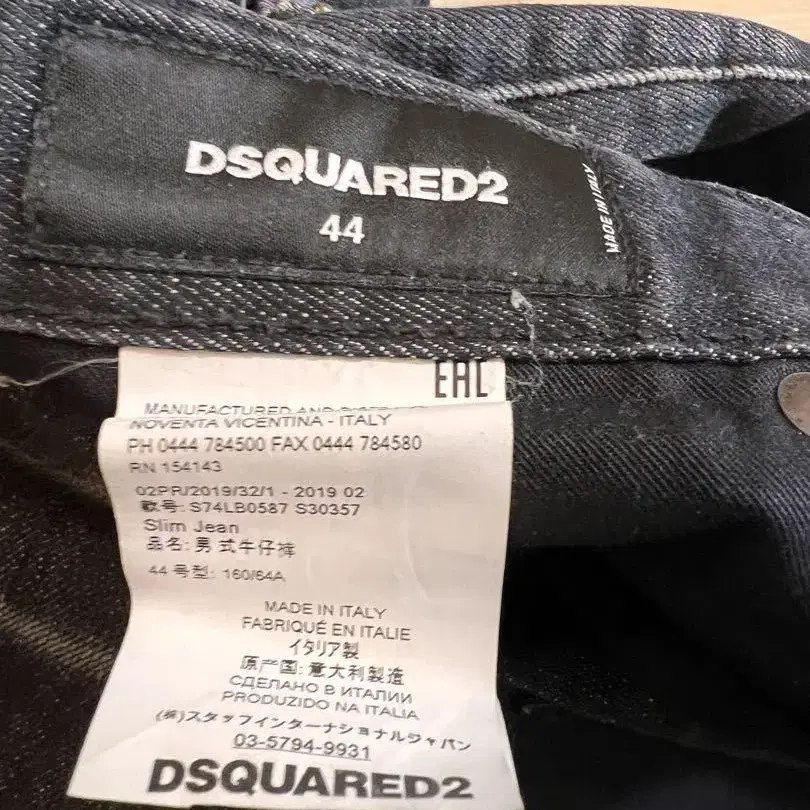 DSQUARED2
44
MADE IN ITALY
EAC
MANUFACTURED AND
NOVENTA VICENTINA - ITALY
PH 0444 784500 FAX 0444 784580
RN 154143
02PR/2019/32/1 - 2019 02
款号: S74LB0587 S30357
Slim Jean
品名: 男式牛仔裤
44 号型: 160/64A
MADE IN ITALY
FABRIQUÉ EN ITALIE
イタリア製
原产国: 意大利製造
СДЕЛАНО В ИТАЛИИ
PRODUZIDO NA ITALIA
(株)スタッフインターナショナルジャパン
03-5794-9931
DSQUARED2